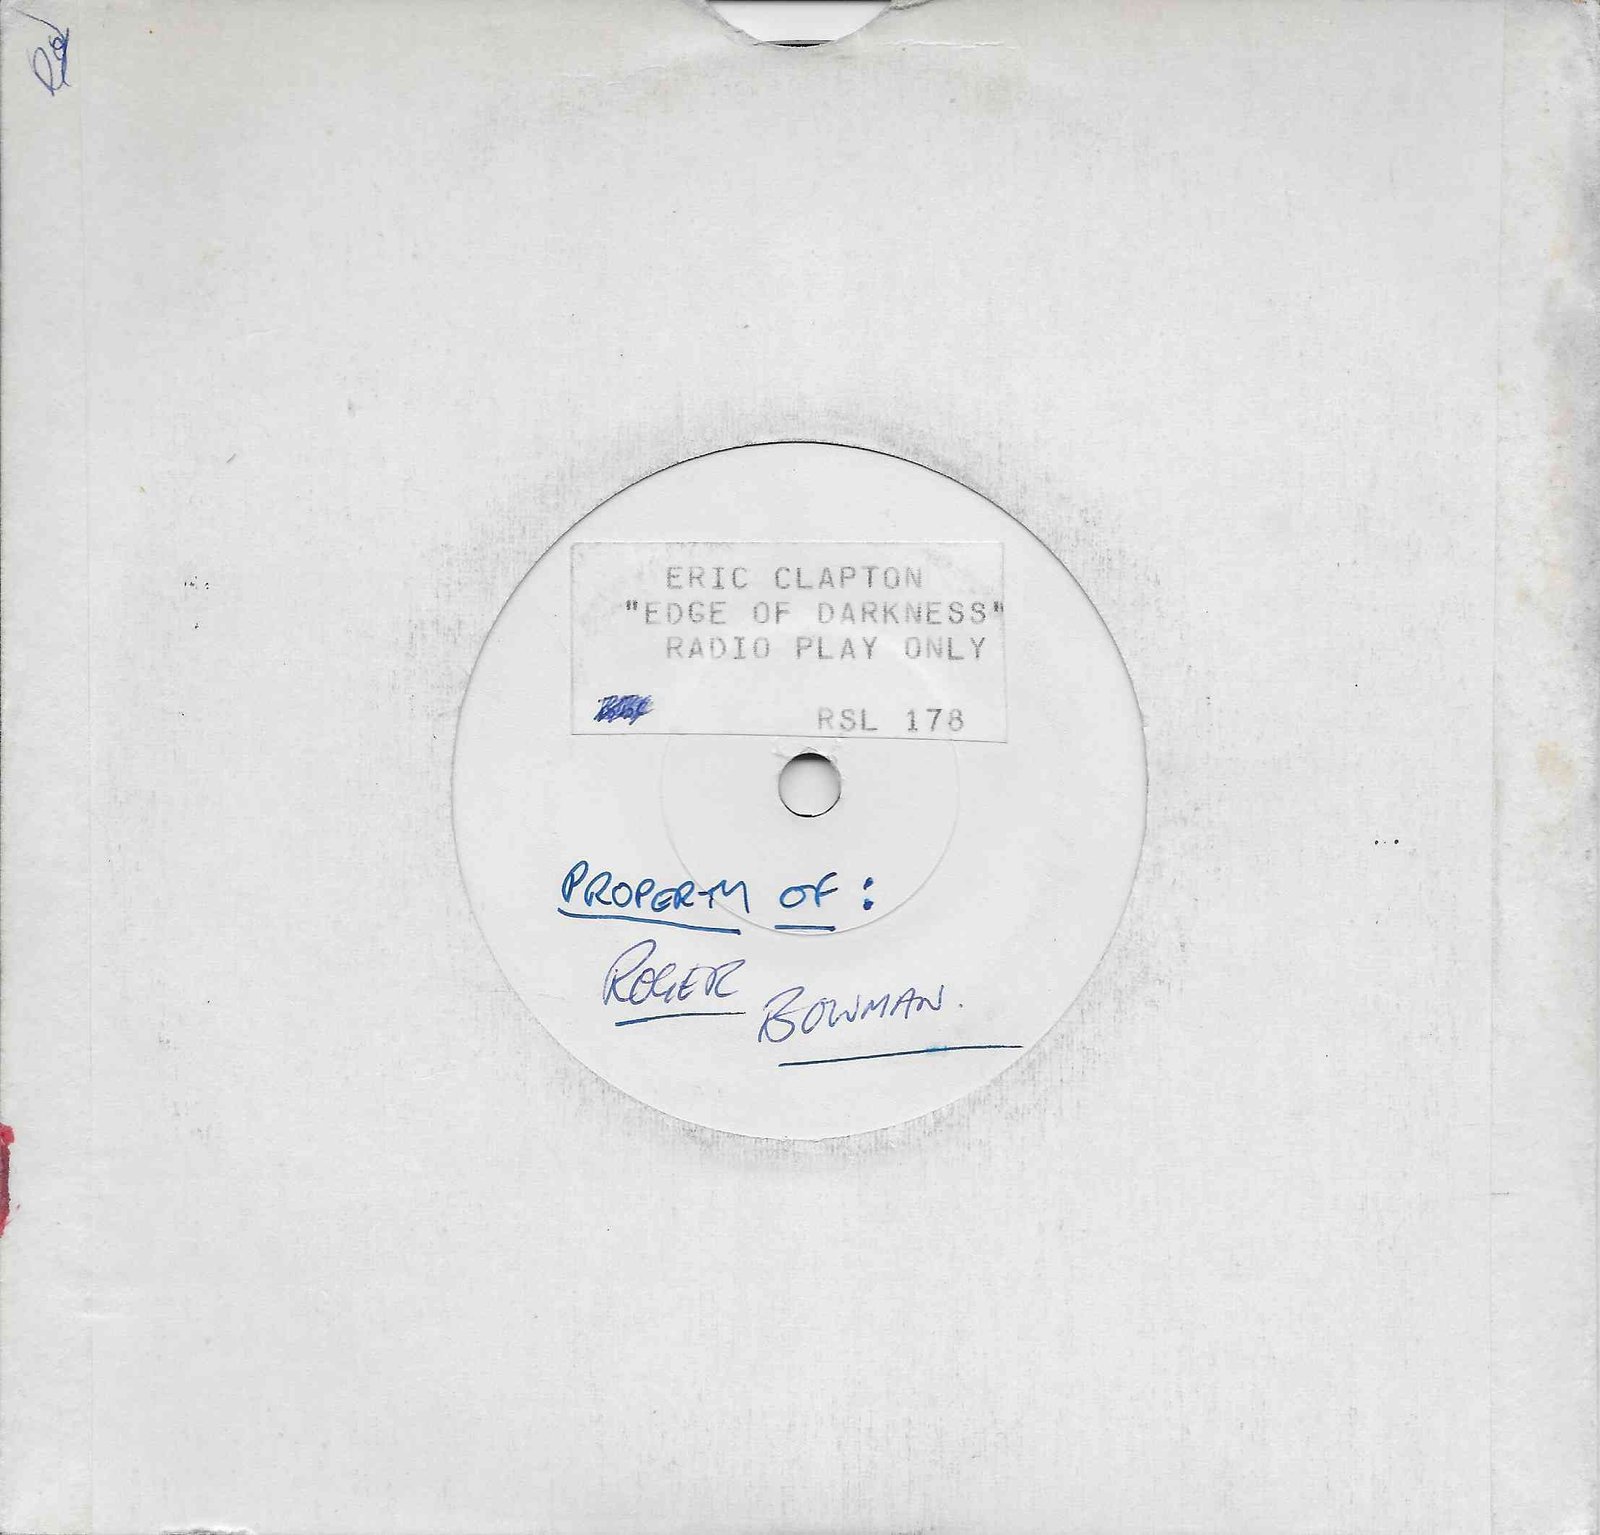 ERIC CLAPTON
"EDGE OF DARKNESS"
RADIO PLAY ONLY
RSL 178
PROPERTY OF:
ROGER
BOWMAN.